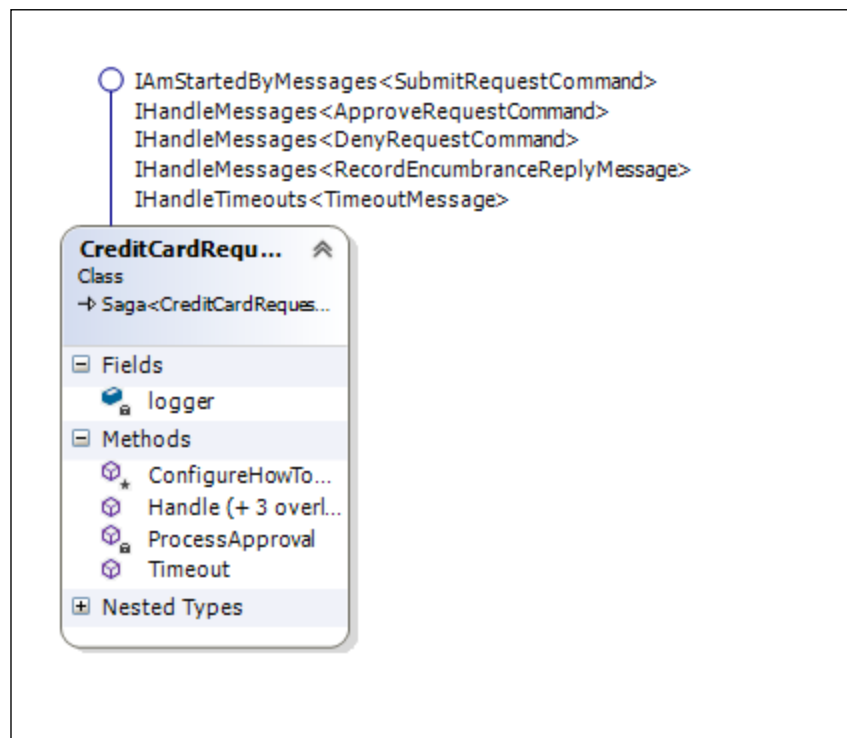 IAmStartedByMessages<SubmitRequestCommand>
IHandleMessages<ApproveRequestCommand>
IHandleMessages<DenyRequestCommand>
IHandleMessages<RecordEncumbranceReplyMessage>
IHandleTimeouts<TimeoutMessage>
CreditCardRequ...
Class
Saga<CreditCardReques...
Fields
logger
Methods
ConfigureHowTo...
Handle (+ 3 overl...
ProcessApproval
Timeout
Nested Types